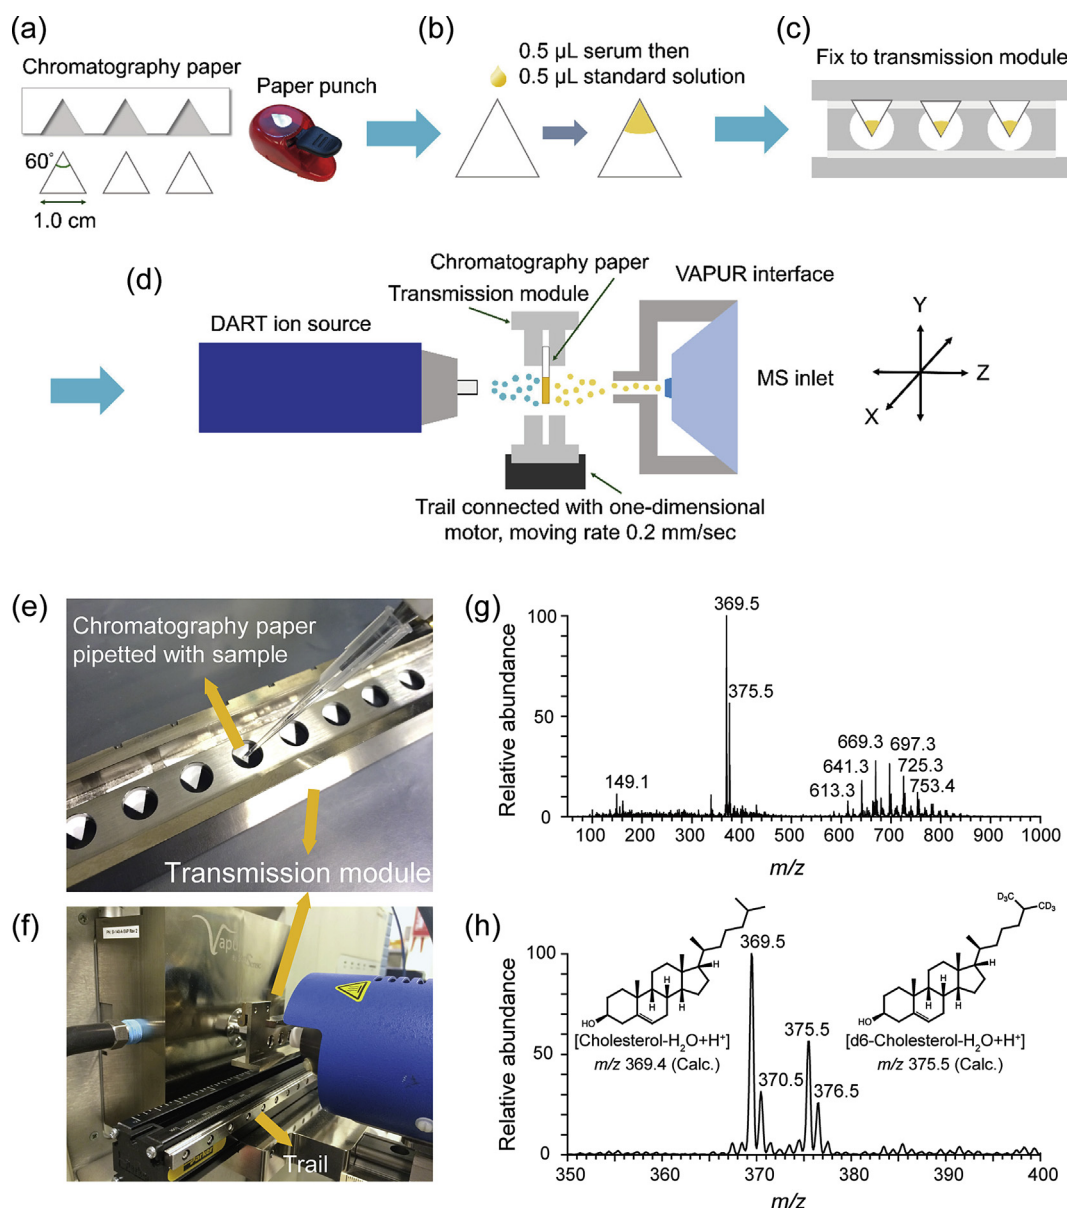 (a)
Chromatography paper
Paper punch
60°
1.0 cm
(b)
0.5 µL serum then
0.5 µL standard solution
(c)
Fix to transmission module
(d)
Chromatography paper
Transmission module
VAPUR interface
DART ion source
MS inlet
Y
Z
X
Trail connected with one-dimensional
motor, moving rate 0.2 mm/sec
(e)
Chromatography paper
pipetted with sample
Transmission module
(f)
Trail
(g)
Relative abundance
100
50
0
369.5
375.5
149.1
613.3
641.3
669.3
697.3
725.3
753.4
100 200 300 400 500 600 700 800 900 1000
m/z
(h)
Relative abundance
100
50
0
369.5
370.5
375.5
376.5
HO
H
H
H
H
[Cholesterol-H₂O+H⁺]
m/z 369.4 (Calc.)
D₃C
CD₃
HO
H
H
H
H
[d6-Cholesterol-H₂O+H⁺]
m/z 375.5 (Calc.)
350 360 370 380 390 400
m/z